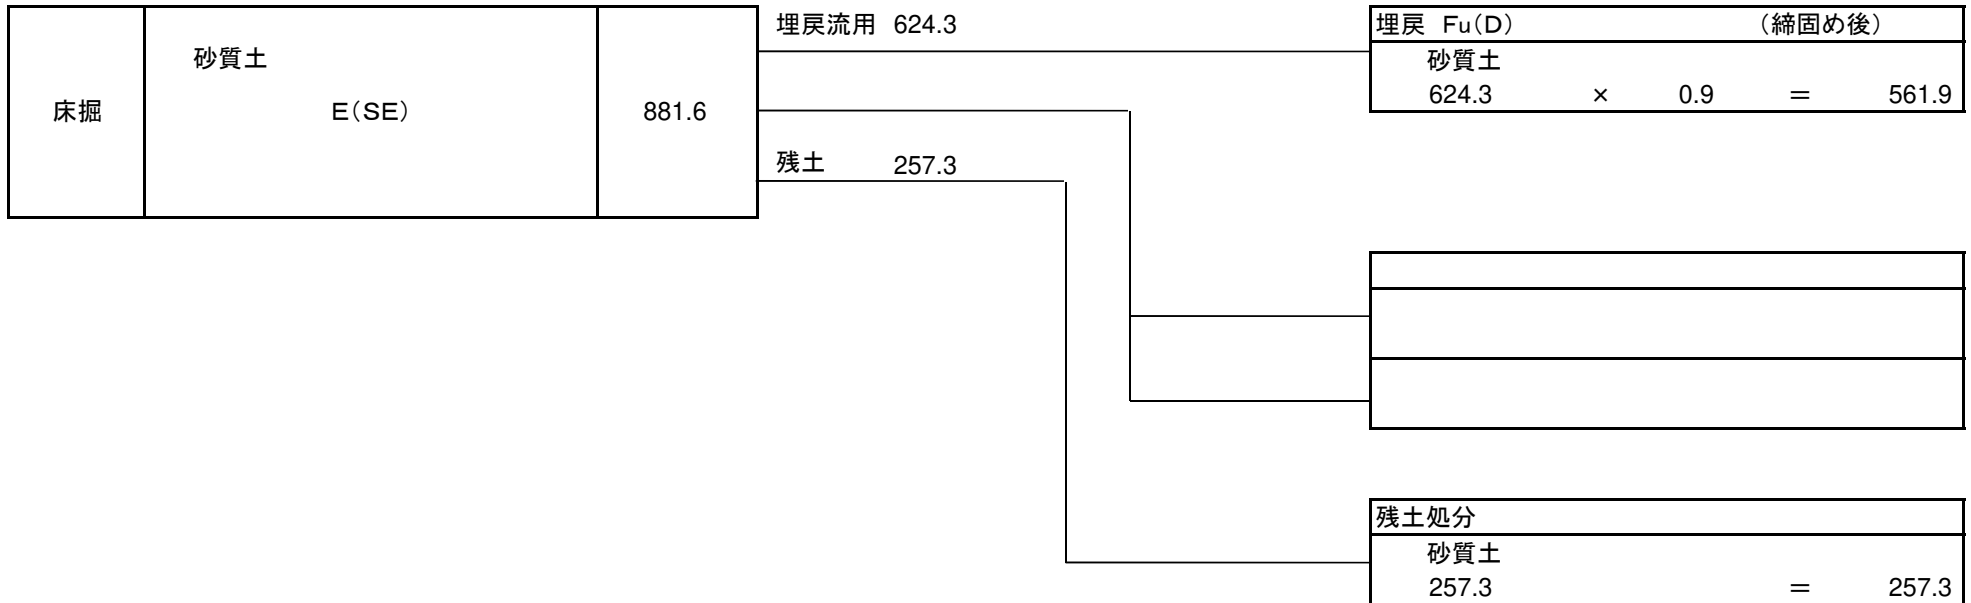 床掘
砂質土
E（SE）
881.6
埋戻流用 624.3
残土 257.3
埋戻 Fu（D） （締固め後）
砂質土
624.3 × 0.9 ＝ 561.9
残土処分
砂質土
257.3 ＝ 257.3